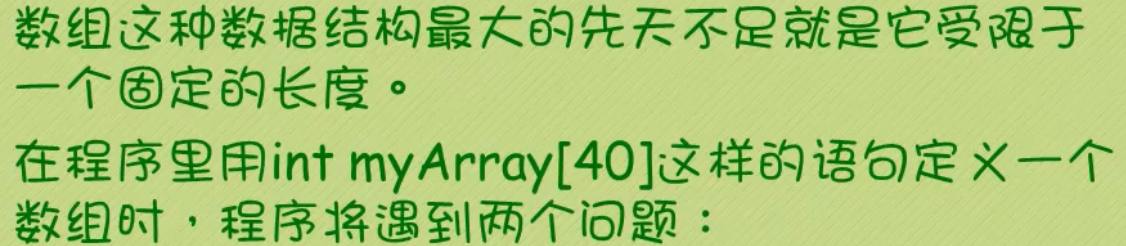 数组这种数据结构最大的先天不足就是它受限于
一个固定的长度。
在程序里用int myArray[40]这样的语句定义一个
数组时，程序将遇到两个问题：